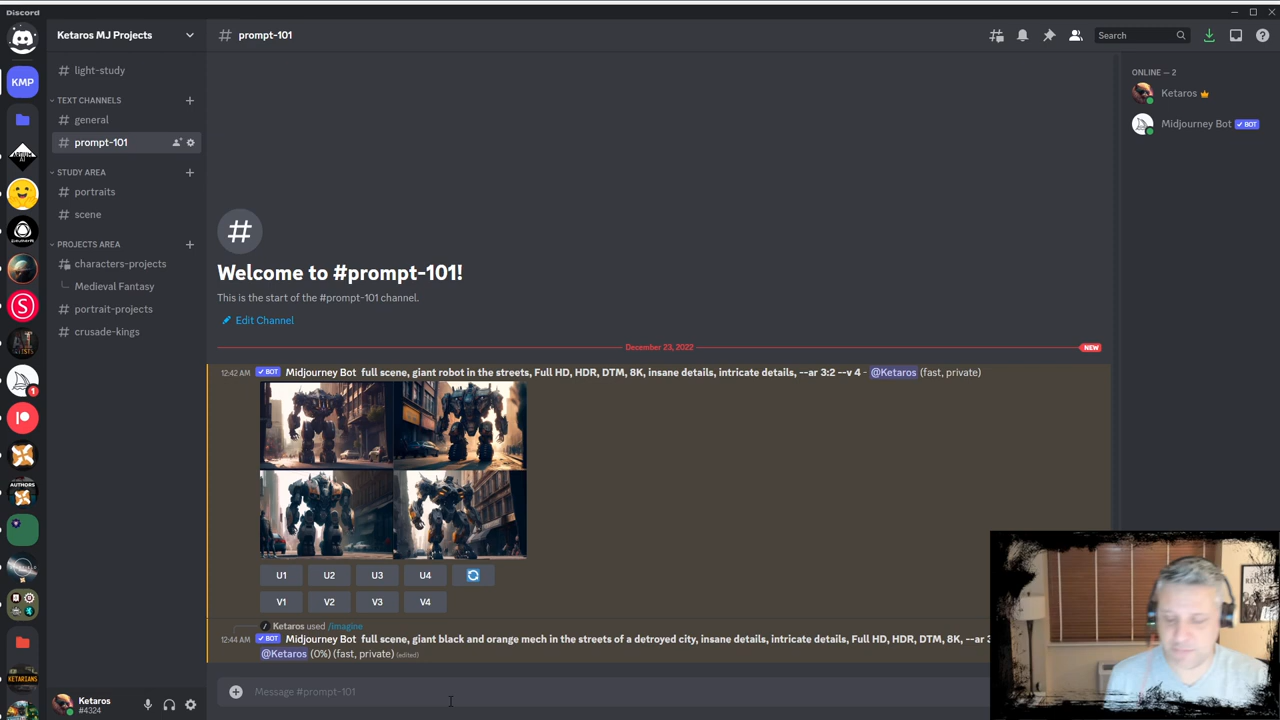 Discord
Ketaros MJ Projects
prompt-101
Search
light-study
KMP
TEXT CHANNELS
general
prompt-101
STUDY AREA
portraits
scene
PROJECTS AREA
characters-projects
Medieval Fantasy
portrait-projects
crusade-kings
ONLINE — 2
Ketaros
Midjourney Bot BOT
Welcome to #prompt-101!
This is the start of the #prompt-101 channel.
Edit Channel
December 23, 2022 NEW
12:42 AM BOT Midjourney Bot full scene, giant robot in the streets, Full HD, HDR, DTM, 8K, insane details, intricate details, --ar 3:2 --v 4 - @Ketaros (fast, private)
U1 U2 U3 U4
V1 V2 V3 V4
Ketaros used /imagine
12:44 AM BOT Midjourney Bot full scene, giant black and orange mech in the streets of a detroyed city, insane details, intricate details, Full HD, HDR, DTM, 8K, --ar 3
@Ketaros (0%) (fast, private) (edited)
Message #prompt-101
Ketaros
#4324
AUTHORS
KETARIANS
1